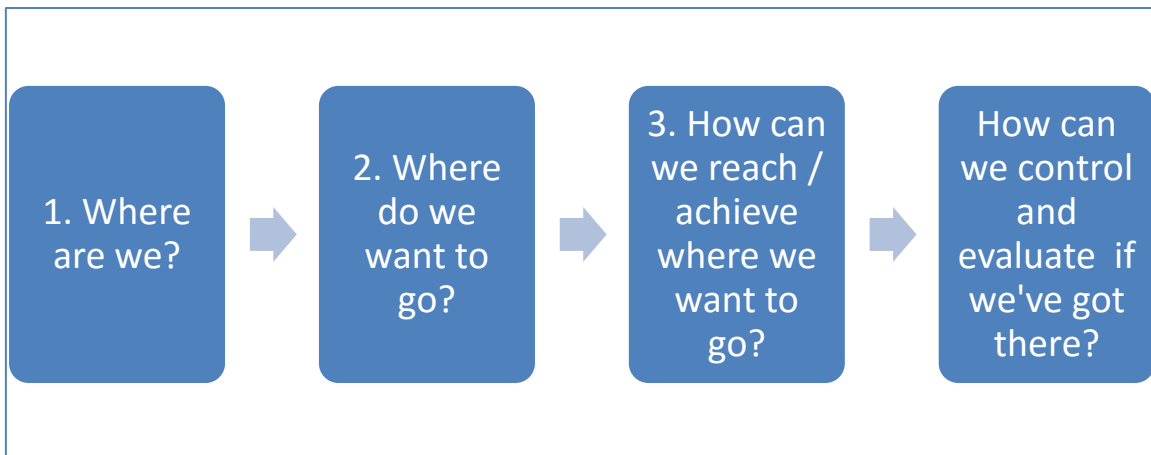 1. Where
are we?
2. Where
do we
want to
go?
3. How can
we reach /
achieve
where we
want to
go?
How can
we control
and
evaluate  if
we've got
there?